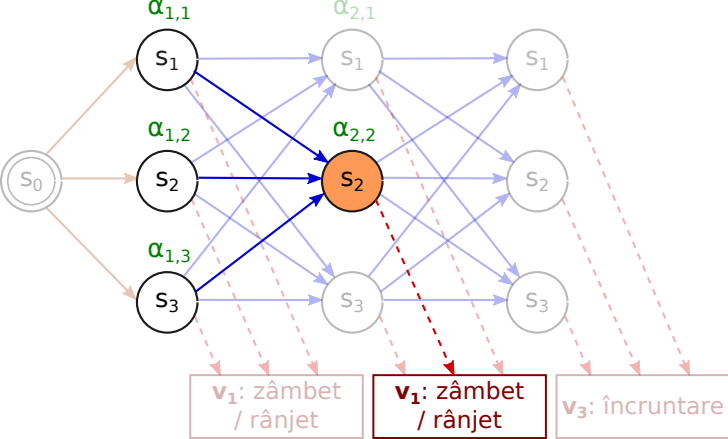 α1,1
α2,1
s1
s1
s1
α1,2
α2,2
s0
s2
s2
s2
α1,3
s3
s3
s3
v1: zâmbet
/ rânjet
v1: zâmbet
/ rânjet
v3: încruntare